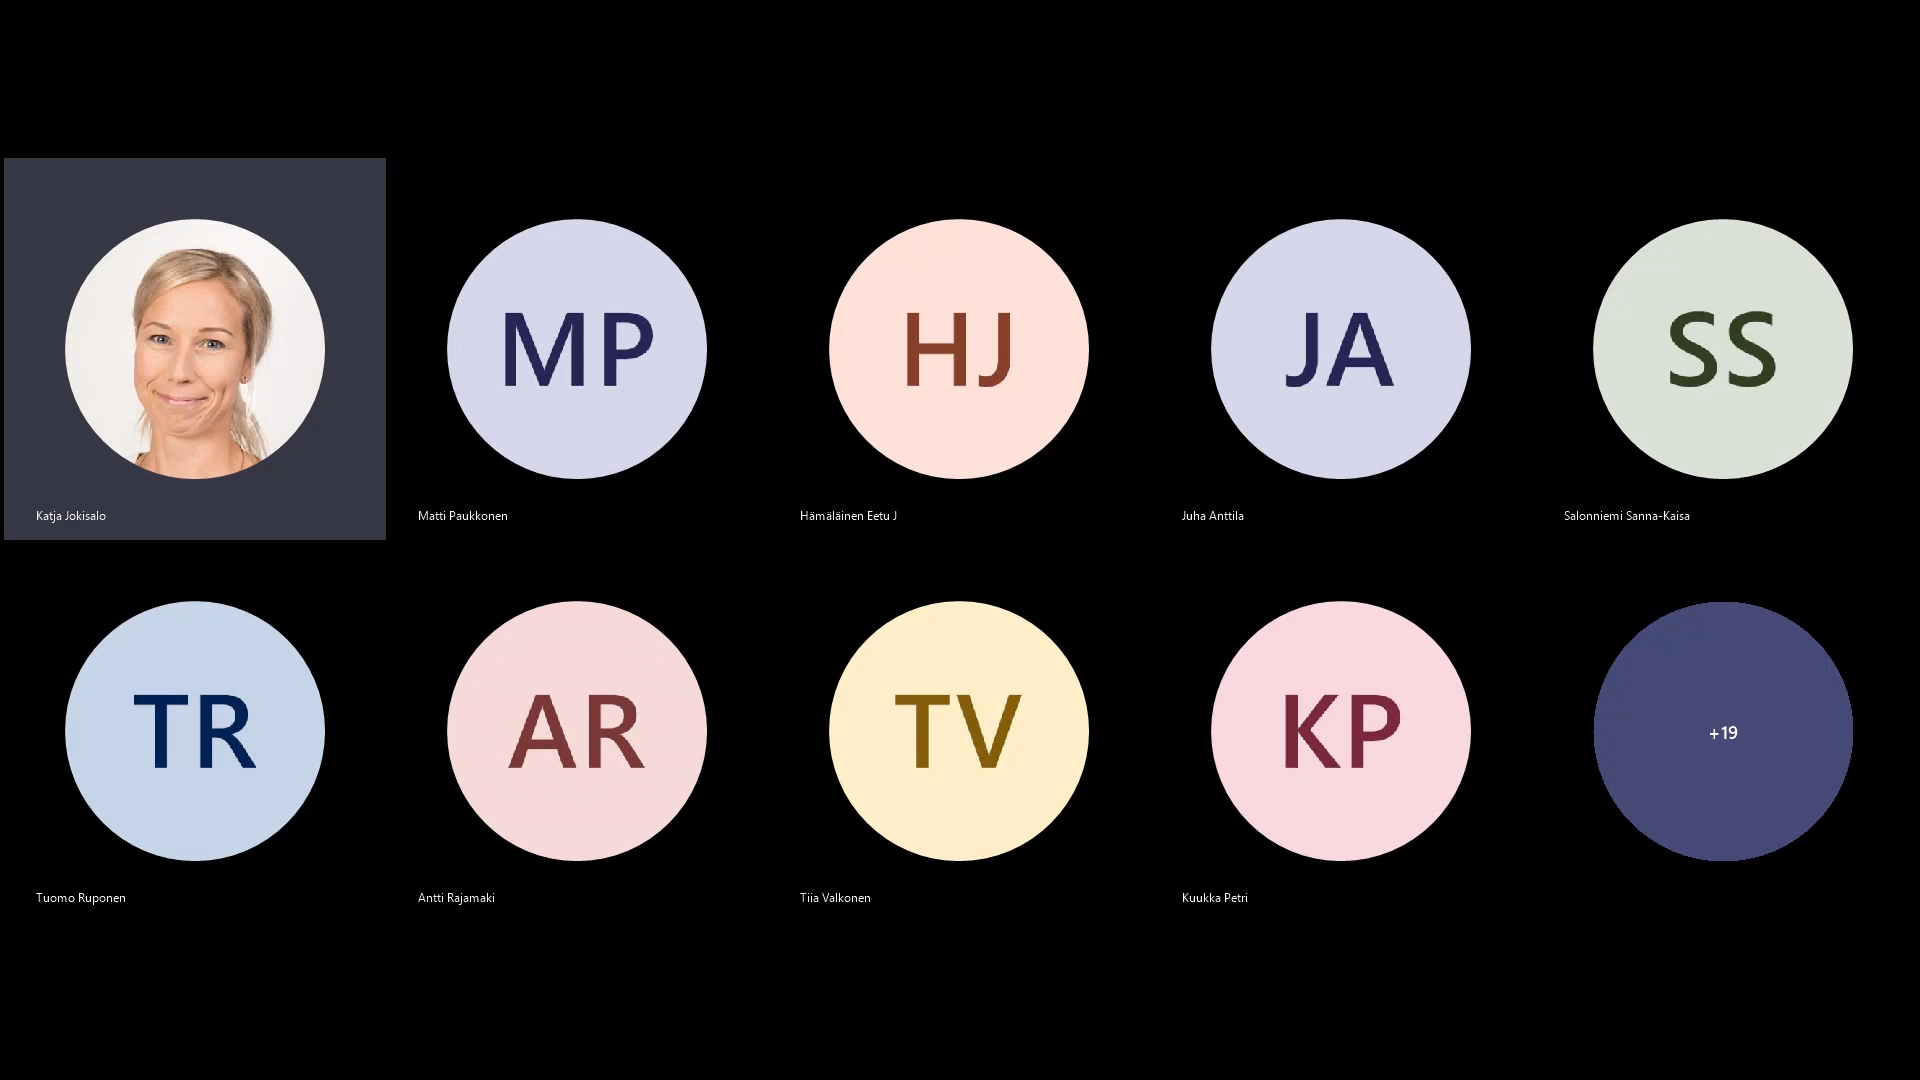 MP
HJ
JA
SS
Katja Jokisalo
Matti Paukkonen
Hämäläinen Eetu J
Juha Anttila
Salonniemi Sanna-Kaisa
TR
AR
TV
KP
+19
Tuomo Ruponen
Antti Rajamaki
Tiia Valkonen
Kuukka Petri